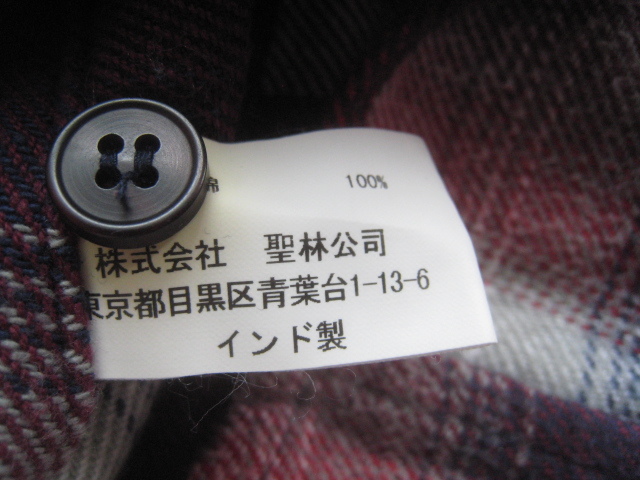 綿 100%
株式会社 聖林公司
東京都目黒区青葉台1-13-6
インド製